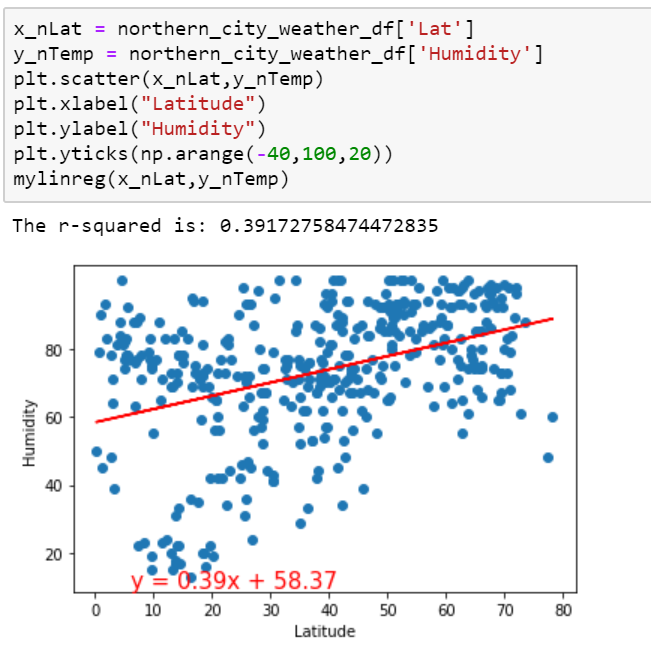 x_nLat = northern_city_weather_df['Lat']
y_nTemp = northern_city_weather_df['Humidity']
plt.scatter(x_nLat,y_nTemp)
plt.xlabel("Latitude")
plt.ylabel("Humidity")
plt.yticks(np.arange(-40,100,20))
mylinreg(x_nLat,y_nTemp)
The r-squared is: 0.39172758474472835
80
60
40
20
Humidity
y = 0.39x + 58.37
0 10 20 30 40 50 60 70 80
Latitude